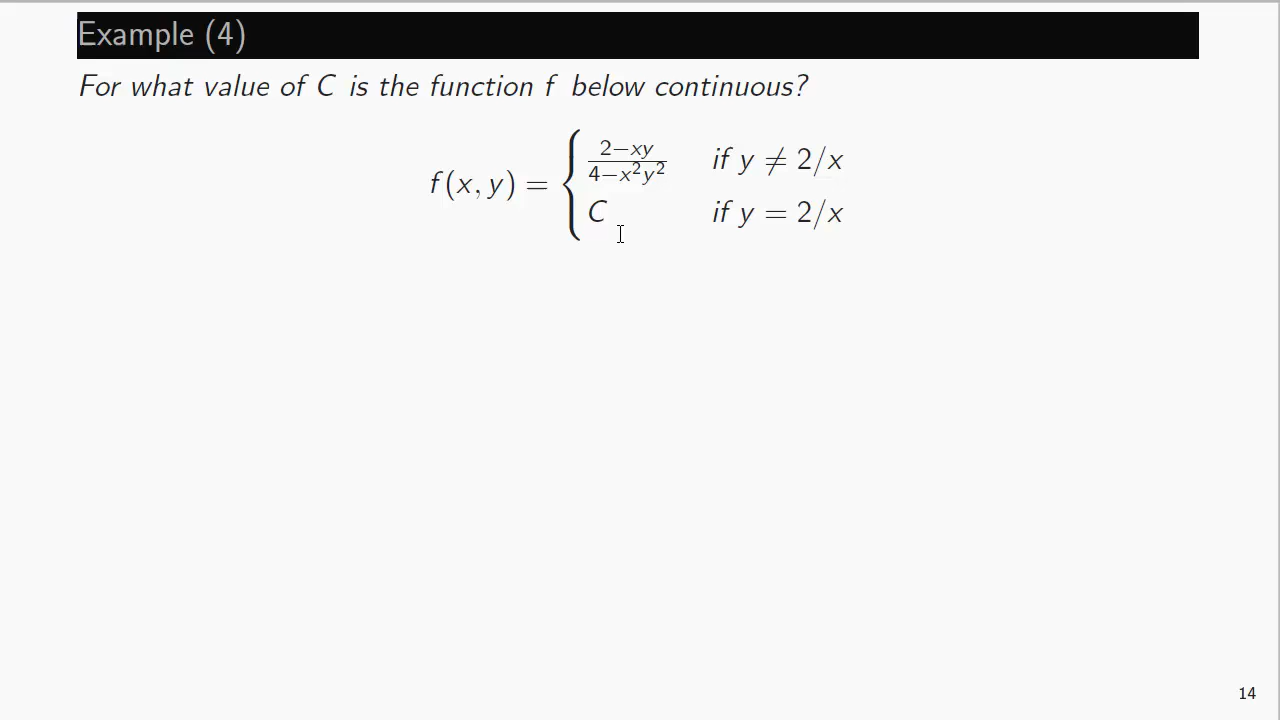 Example (4)
For what value of C is the function f below continuous?
f(x, y) = { 2−xy / 4−x²y² if y ≠ 2/x
C if y = 2/x
14